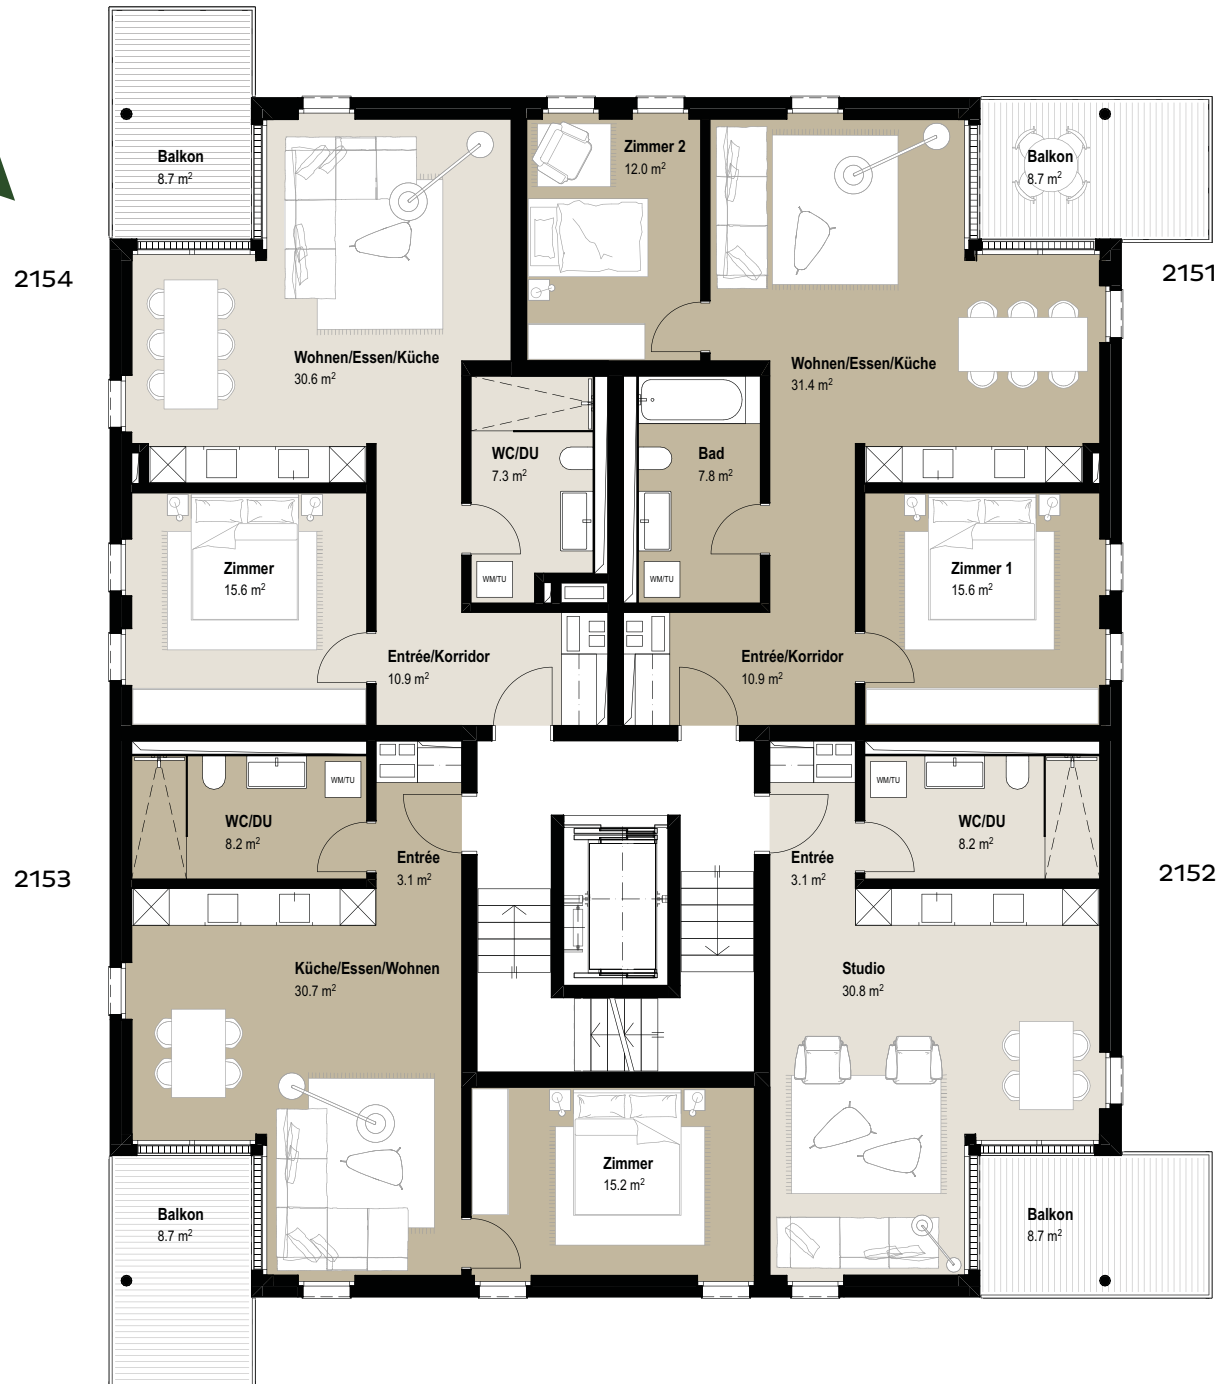 2154
Balkon
8.7 m²
Wohnen/Essen/Küche
30.6 m²
WC/DU
7.3 m²
WM/TU
Zimmer
15.6 m²
Entrée/Korridor
10.9 m²
2151
Zimmer 2
12.0 m²
Balkon
8.7 m²
Wohnen/Essen/Küche
31.4 m²
Bad
7.8 m²
WM/TU
Zimmer 1
15.6 m²
Entrée/Korridor
10.9 m²
2153
WM/TU
WC/DU
8.2 m²
Entrée
3.1 m²
Küche/Essen/Wohnen
30.7 m²
Zimmer
15.2 m²
Balkon
8.7 m²
2152
WM/TU
WC/DU
8.2 m²
Entrée
3.1 m²
Studio
30.8 m²
Balkon
8.7 m²